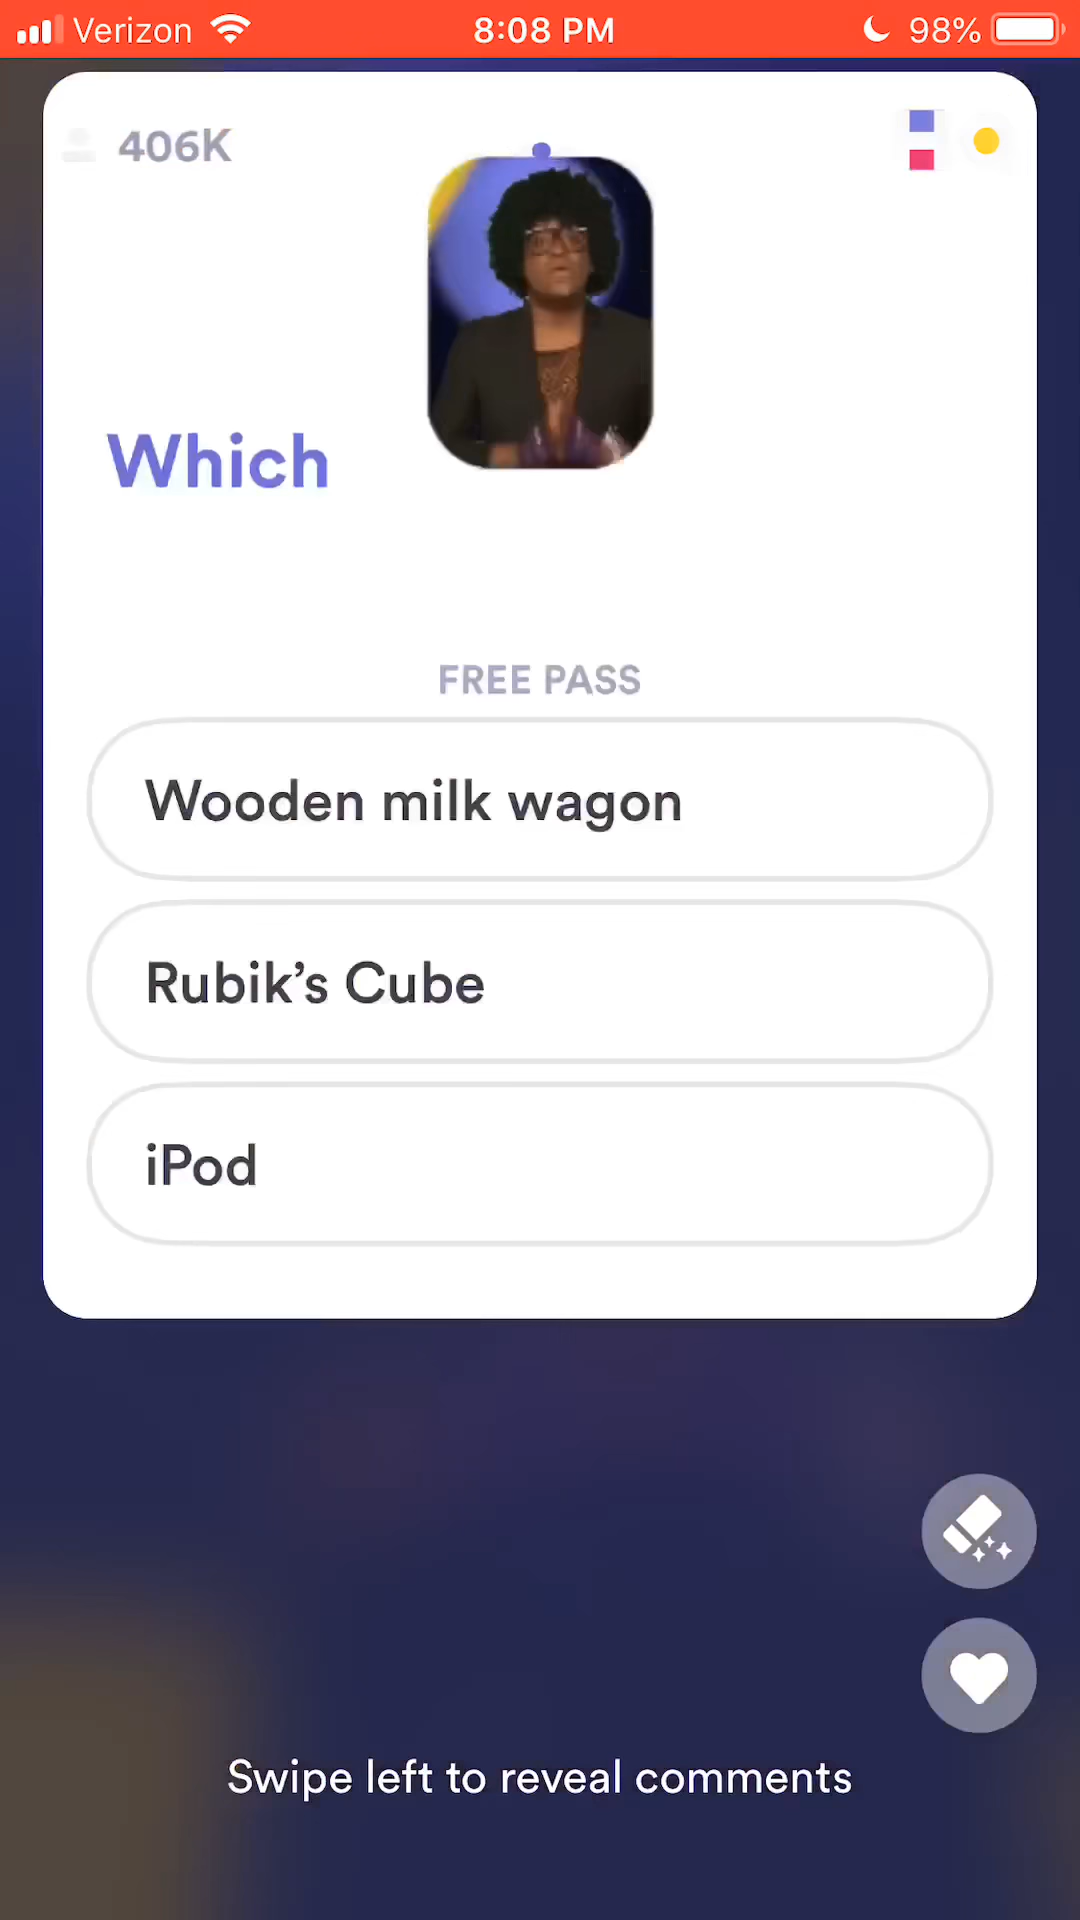 Verizon 8:08 PM 98%
406K
Which
FREE PASS
Wooden milk wagon
Rubik’s Cube
iPod
Swipe left to reveal comments